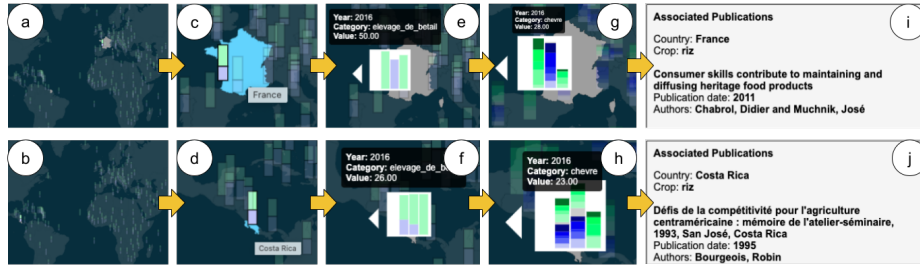 a
c
France
e
Year: 2016
Category: elevage_de_betail
Value: 50.00
g
Year: 2016
Category: chevre
Value: 28.00
i
Associated Publications
Country: France
Crop: riz
Consumer skills contribute to maintaining and
diffusing heritage food products
Publication date: 2011
Authors: Chabrol, Didier and Muchnik, José
b
d
Costa Rica
f
Year: 2016
Category: elevage_de_be
Value: 26.00
h
Year: 2016
Category: chevre
Value: 23.00
j
Associated Publications
Country: Costa Rica
Crop: riz
Défis de la compétitivité pour l'agriculture
centraméricaine : mémoire de l'atelier-séminaire,
1993, San José, Costa Rica
Publication date: 1995
Authors: Bourgeois, Robin